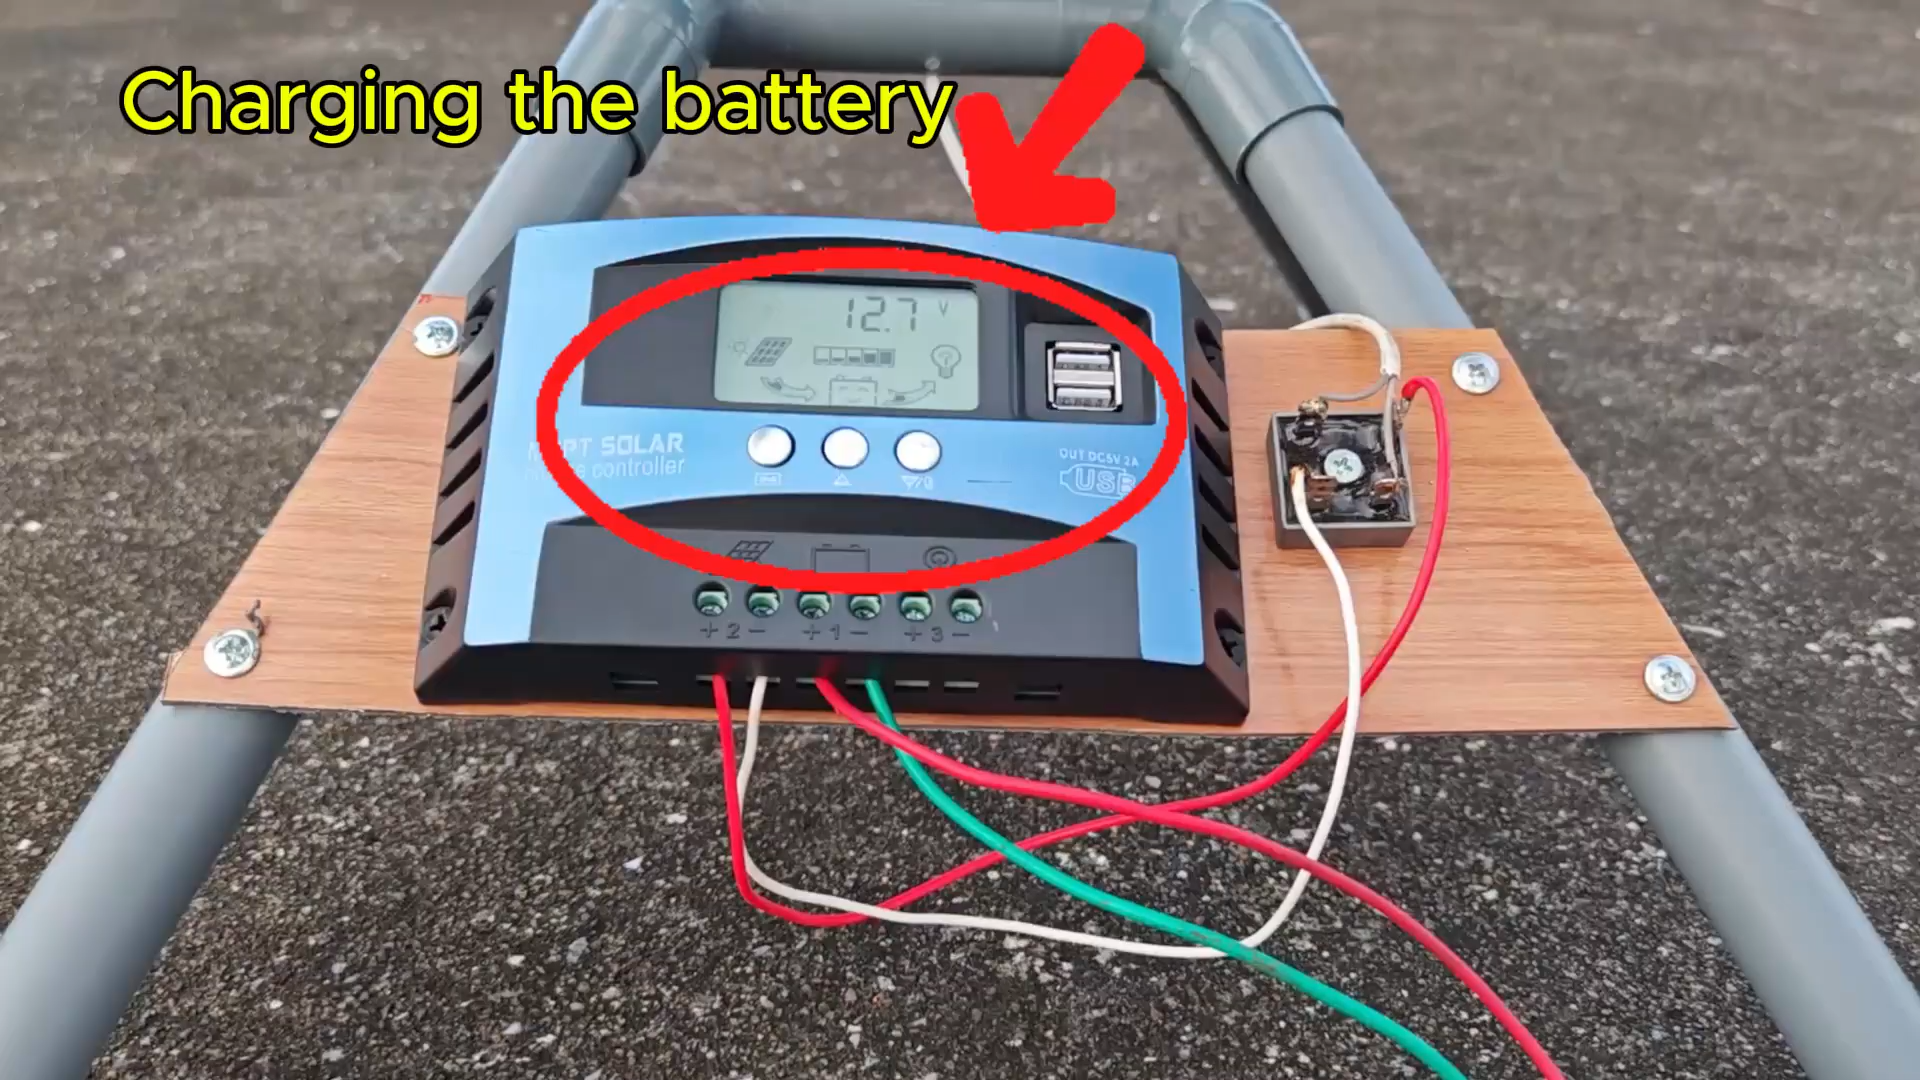 Charging the battery
12.7 V
PT SOLAR
controller
OUT DC5V 2A
USB
+ 2 − + 1 − + 3 −